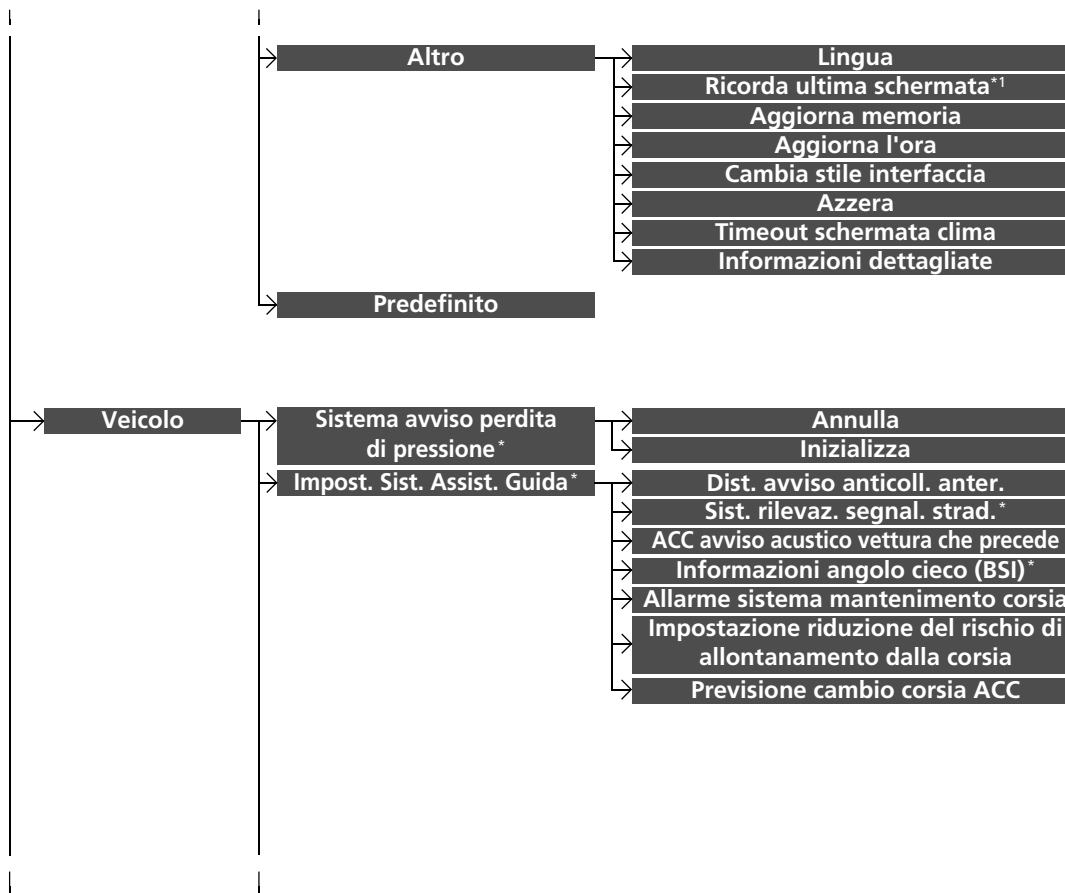 Altro
Lingua
Ricorda ultima schermata*1
Aggiorna memoria
Aggiorna l'ora
Cambia stile interfaccia
Azzera
Timeout schermata clima
Informazioni dettagliate
Predefinito
Veicolo
Sistema avviso perdita
di pressione*
Annulla
Inizializza
Impost. Sist. Assist. Guida*
Dist. avviso anticoll. anter.
Sist. rilevaz. segnal. strad.*
ACC avviso acustico vettura che precede
Informazioni angolo cieco (BSI)*
Allarme sistema mantenimento corsia
Impostazione riduzione del rischio di
allontanamento dalla corsia
Previsione cambio corsia ACC